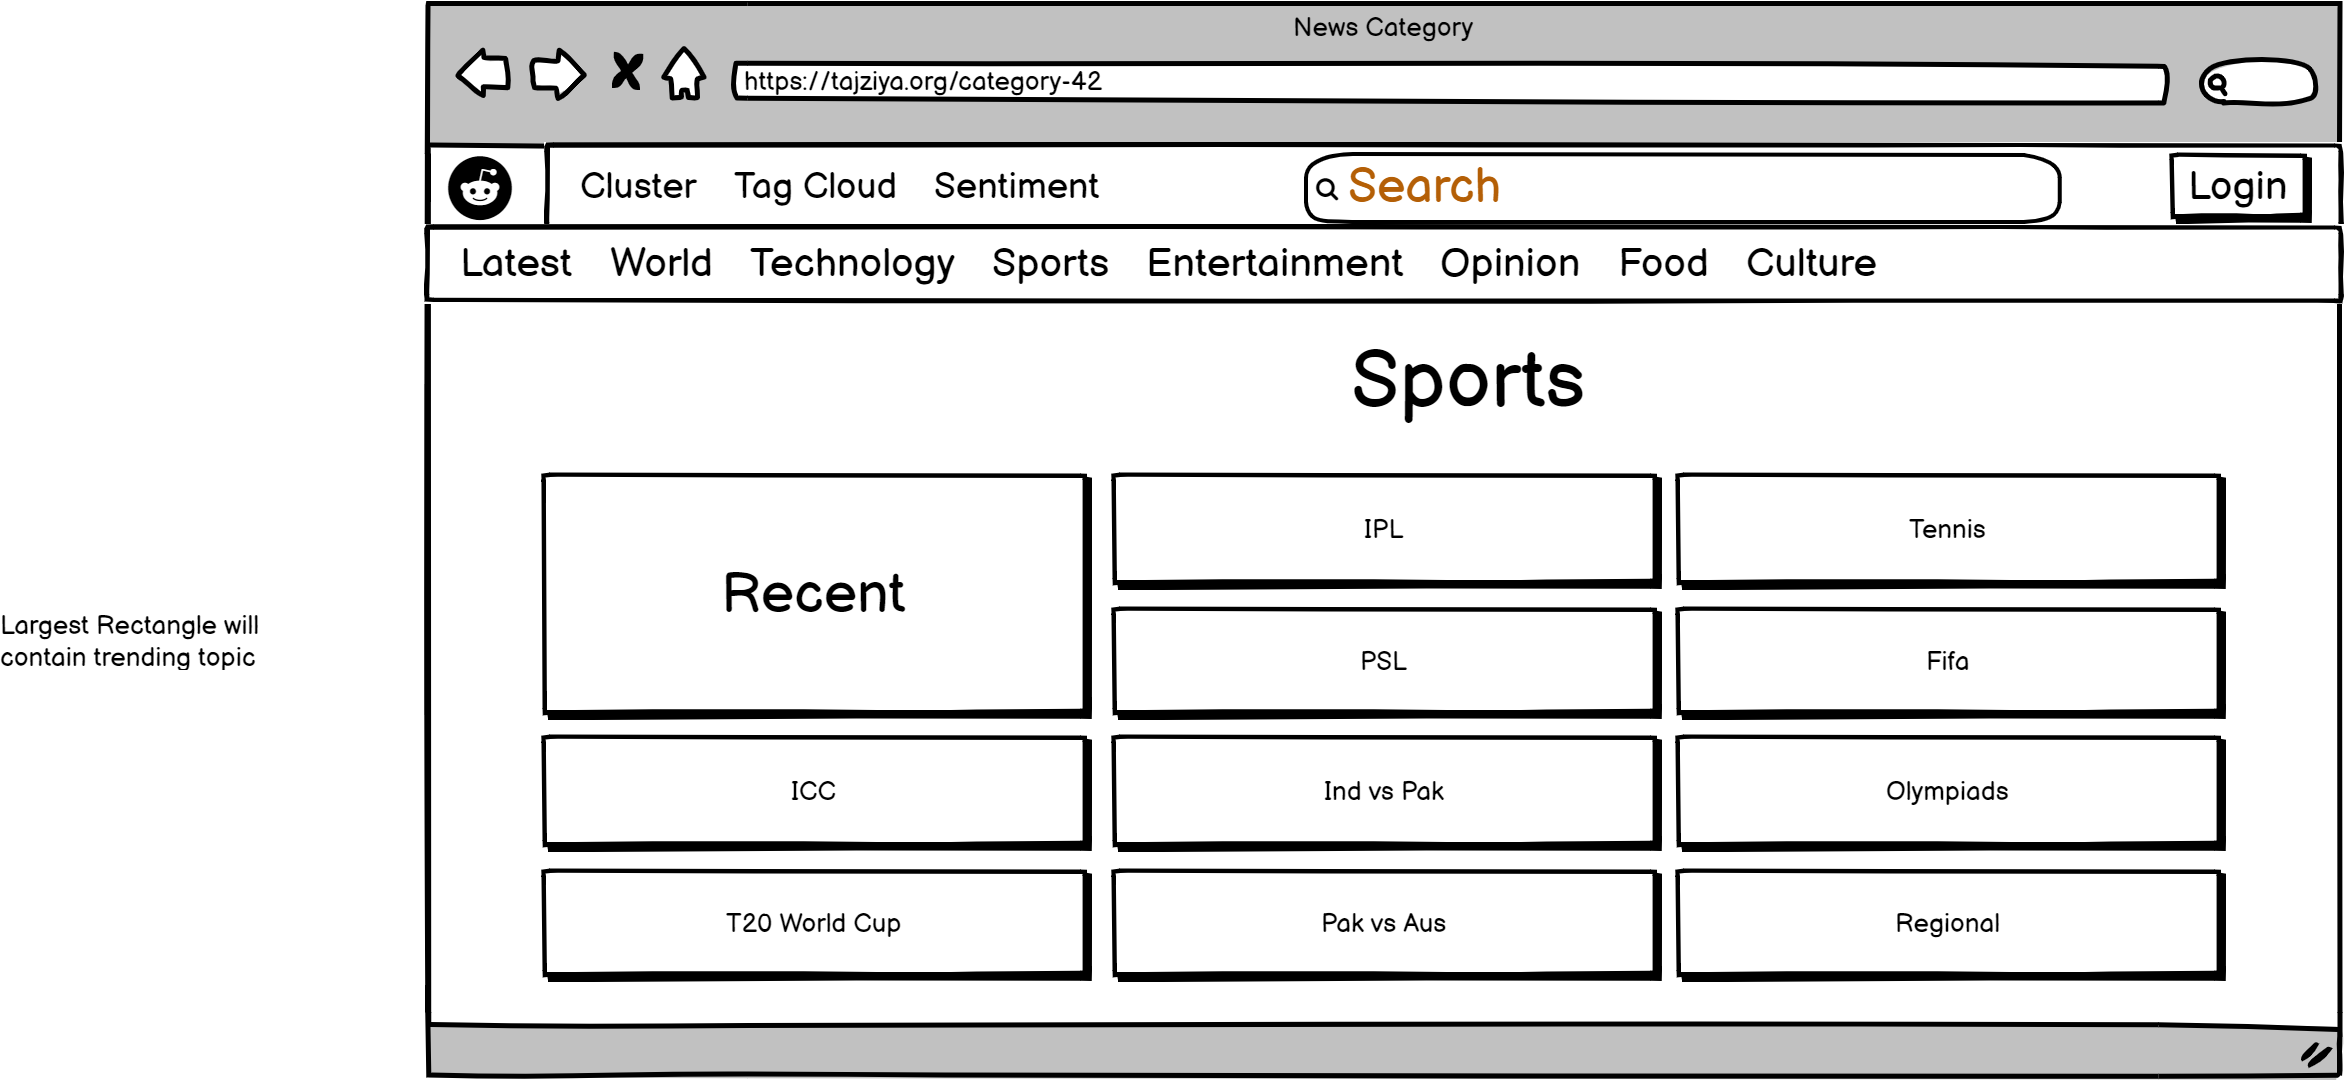 News Category
https://tajziya.org/category-42
Cluster Tag Cloud Sentiment Search Login
Latest World Technology Sports Entertainment Opinion Food Culture
Sports
Recent
IPL
Tennis
PSL
Fifa
ICC
Ind vs Pak
Olympiads
T20 World Cup
Pak vs Aus
Regional
Largest Rectangle will
contain trending topic